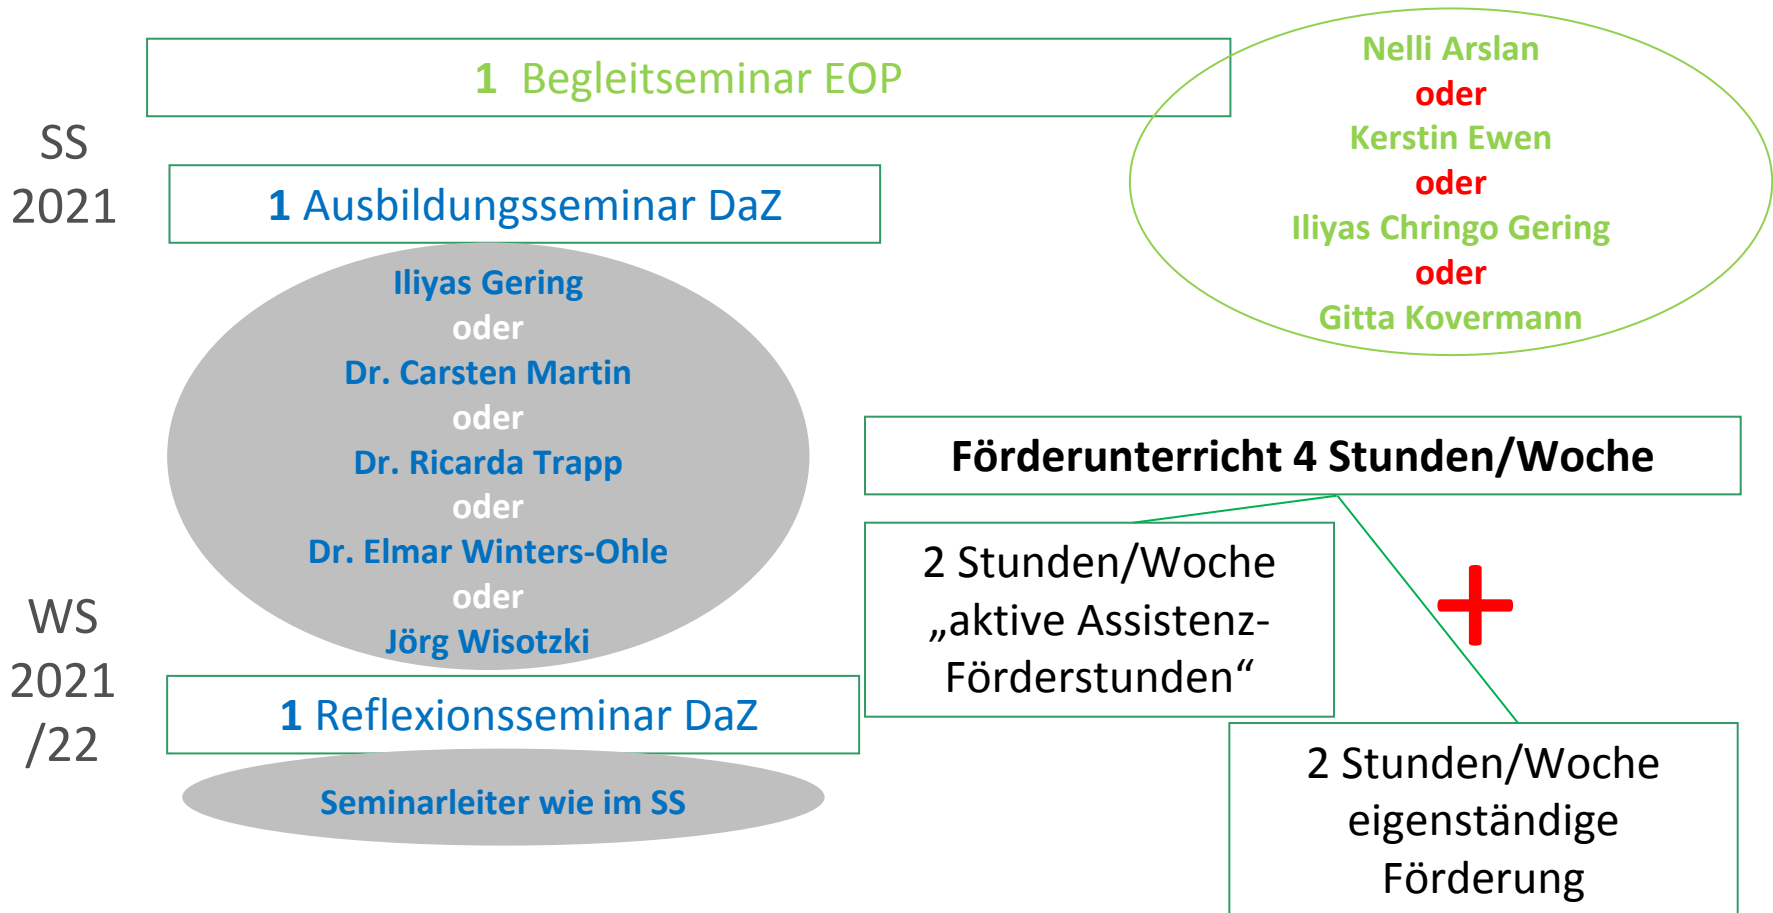 1 Begleitseminar EOP
Nelli Arslan
oder
Kerstin Ewen
oder
Iliyas Chringo Gering
oder
Gitta Kovermann
SS
2021
1 Ausbildungsseminar DaZ
Iliyas Gering
oder
Dr. Carsten Martin
oder
Dr. Ricarda Trapp
oder
Dr. Elmar Winters-Ohle
oder
Jörg Wisotzki
Förderunterricht 4 Stunden/Woche
2 Stunden/Woche
„aktive Assistenz-
Förderstunden“
+
WS
2021
/22
1 Reflexionsseminar DaZ
Seminarleiter wie im SS
2 Stunden/Woche
eigenständige
Förderung